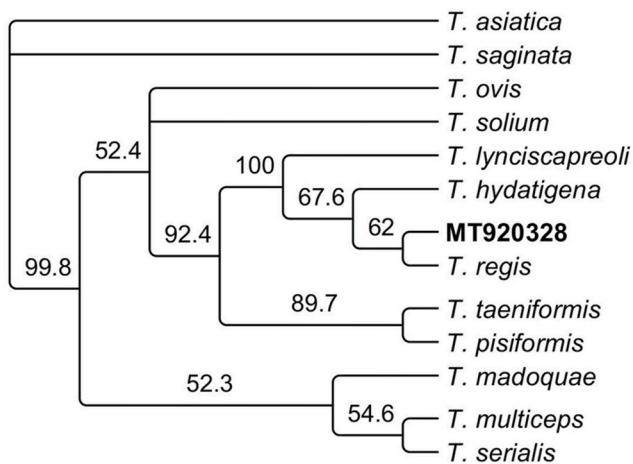 T. asiatica
T. saginata
T. ovis
T. solium
52.4
T. lynciscapreoli
100
T. hydatigena
67.6
MT920328
62
92.4
T. regis
99.8
T. taeniformis
89.7
T. pisiformis
T. madoquae
52.3
T. multiceps
54.6
T. serialis